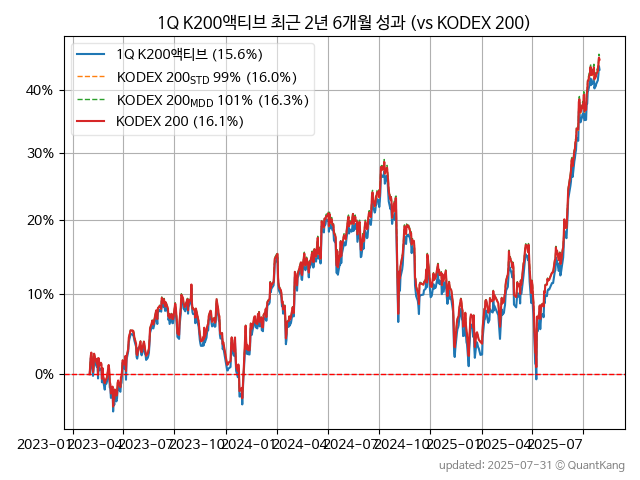 1Q K200액티브 최근 2년 6개월 성과 (vs KODEX 200)
1Q K200액티브 (15.6%)
KODEX 200STD 99% (16.0%)
KODEX 200MDD 101% (16.3%)
KODEX 200 (16.1%)
40%
30%
20%
10%
0%
2023-01 2023-04 2023-07 2023-10 2024-01 2024-04 2024-07 2024-10 2025-01 2025-04 2025-07
updated: 2025-07-31 © QuantKang